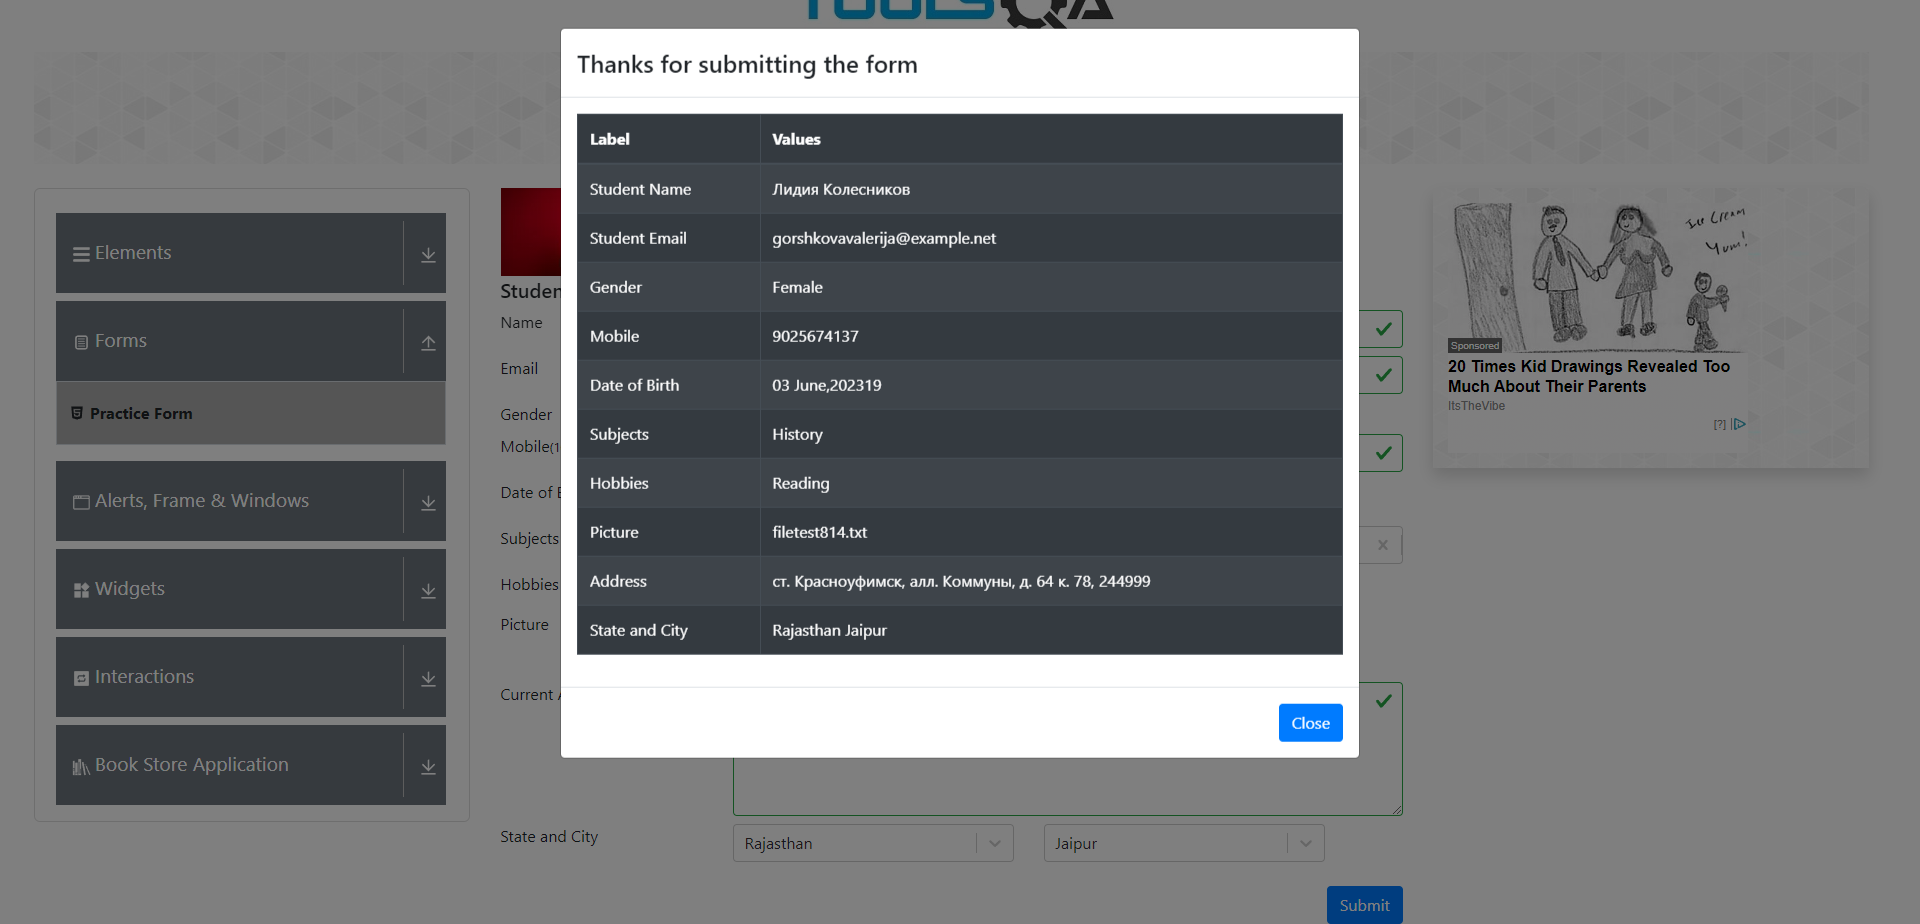 TOOLSQA
Thanks for submitting the form
Label Values
Student Name Лидия Колесников
Student Email gorshkovavalerija@example.net
Gender Female
Mobile 9025674137
Date of Birth 03 June,202319
Subjects History
Hobbies Reading
Picture filetest814.txt
Address ст. Красноуфимск, алл. Коммуны, д. 64 к. 78, 244999
State and City Rajasthan Jaipur
Close
Elements
Forms
Practice Form
Alerts, Frame & Windows
Widgets
Interactions
Book Store Application
Studen
Name
Email
Gender
Mobile(1
Date of B
Subjects
Hobbies
Picture
Current A
State and City
Rajasthan
Jaipur
Submit
Ice Cream
Yum!
Sponsored
20 Times Kid Drawings Revealed Too
Much About Their Parents
ItsTheVibe
[?]